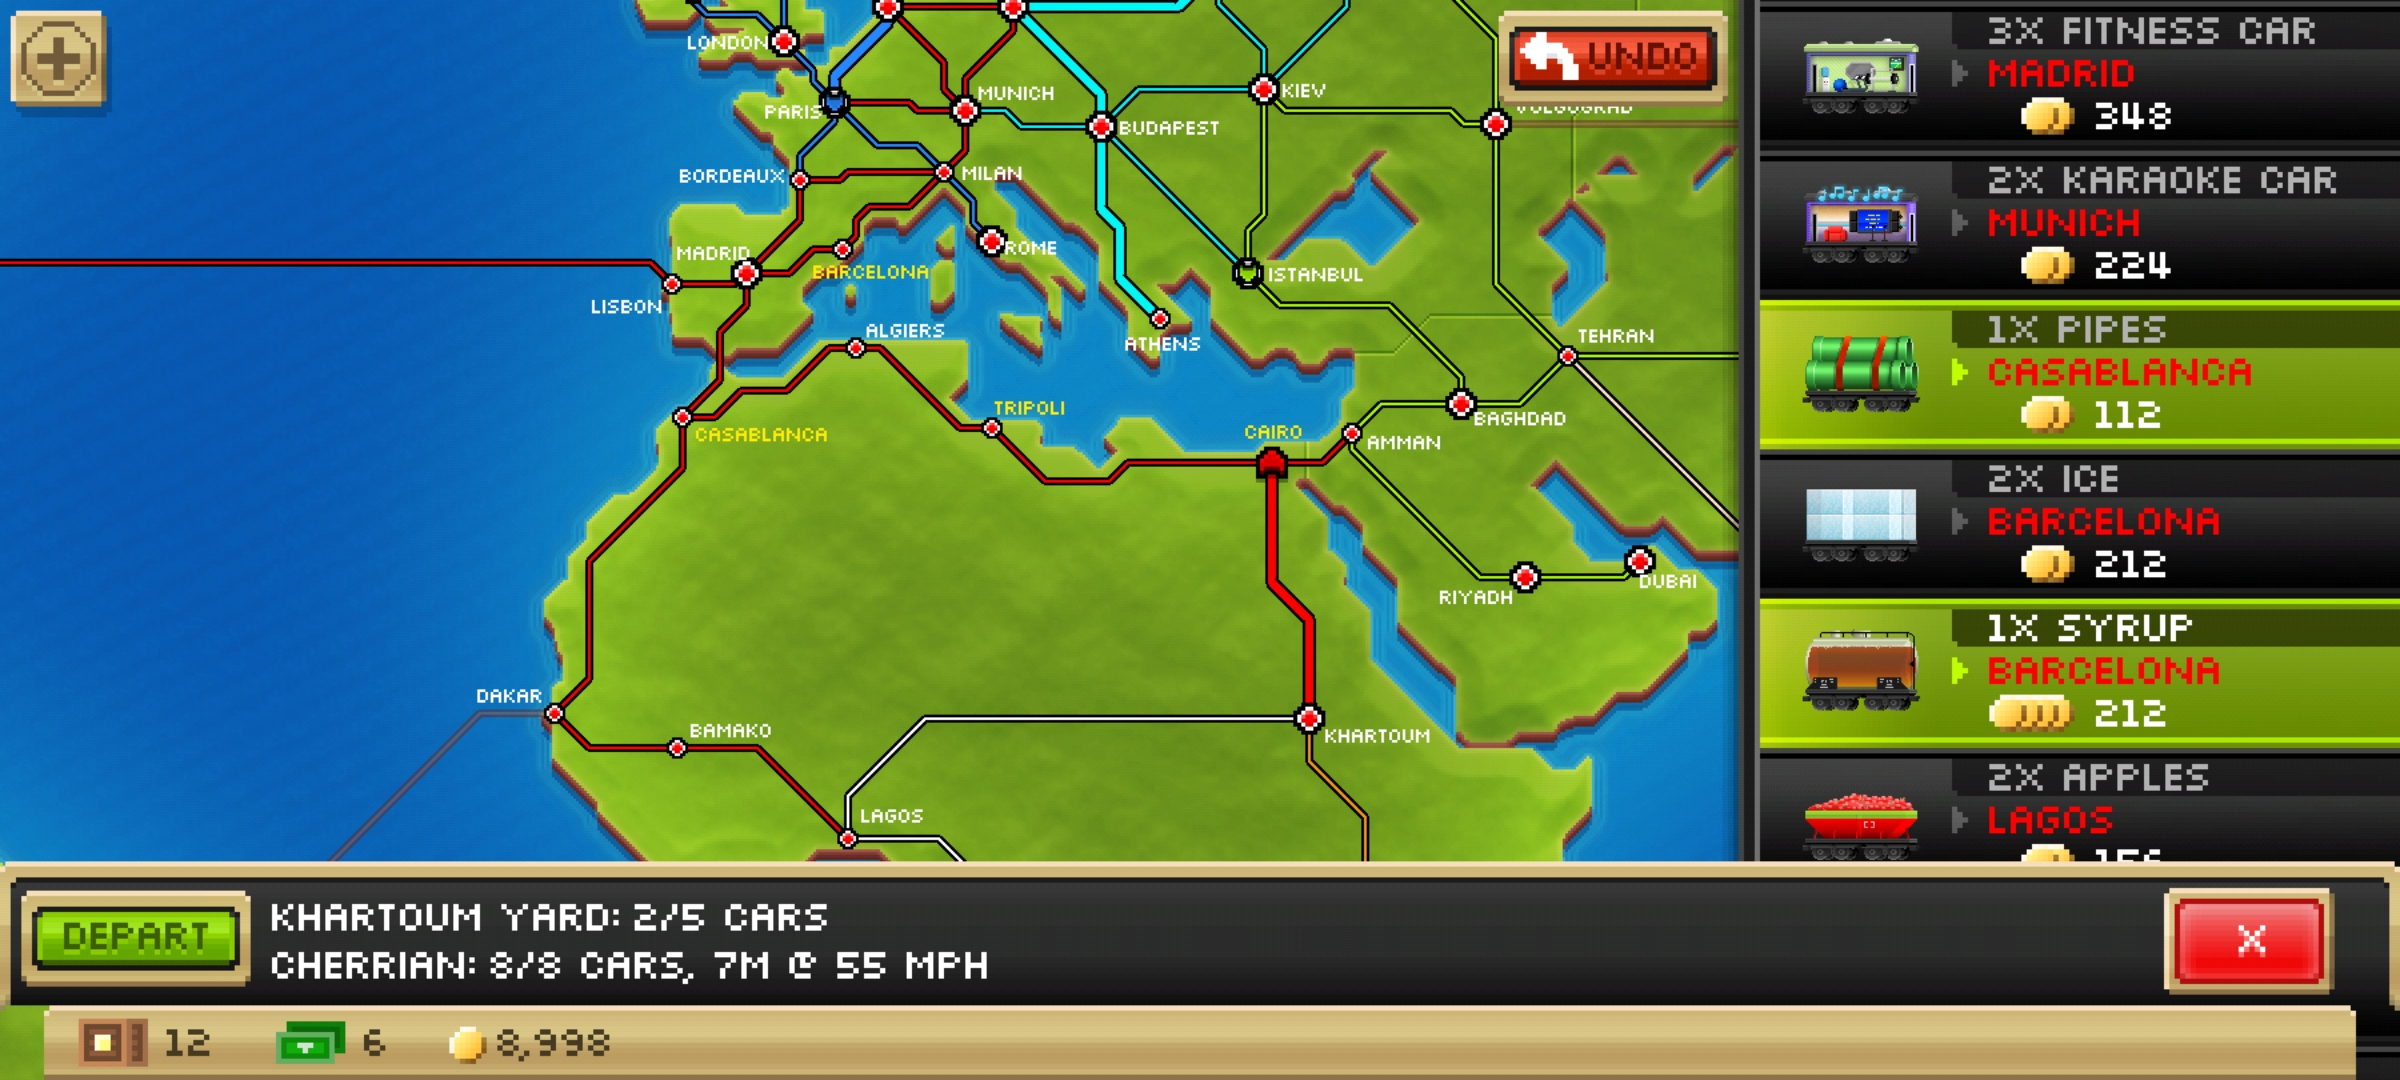 LONDON
PARIS
MUNICH
KIEV
VOLGOGRAD
BUDAPEST
BORDEAUX
MILAN
MADRID
ROME
BARCELONA
ISTANBUL
LISBON
ALGIERS
ATHENS
TEHRAN
TRIPOLI
CASABLANCA
CAIRO
AMMAN
BAGHDAD
RIYADH
DUBAI
DAKAR
BAMAKO
KHARTOUM
LAGOS
UNDO
3X FITNESS CAR
MADRID
348
2X KARAOKE CAR
MUNICH
224
1X PIPES
CASABLANCA
112
2X ICE
BARCELONA
212
1X SYRUP
BARCELONA
212
2X APPLES
LAGOS
DEPART
KHARTOUM YARD: 2/5 CARS
CHERRIAN: 8/8 CARS, 7M @ 55 MPH
X
12
6
8,998